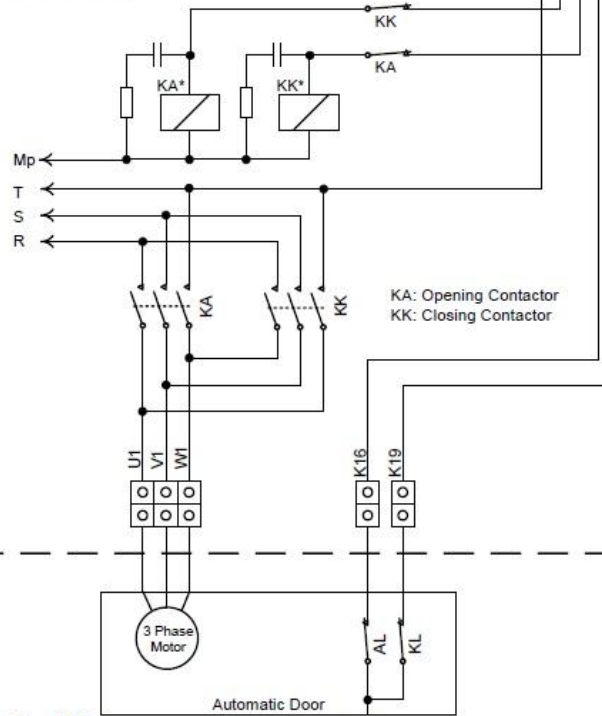 KK
KA
KA*
KK*
Mp
T
S
R
KA
KK
KA: Opening Contactor
KK: Closing Contactor
U1
V1
W1
K16
K19
3 Phase
Motor
AL
KL
Automatic Door